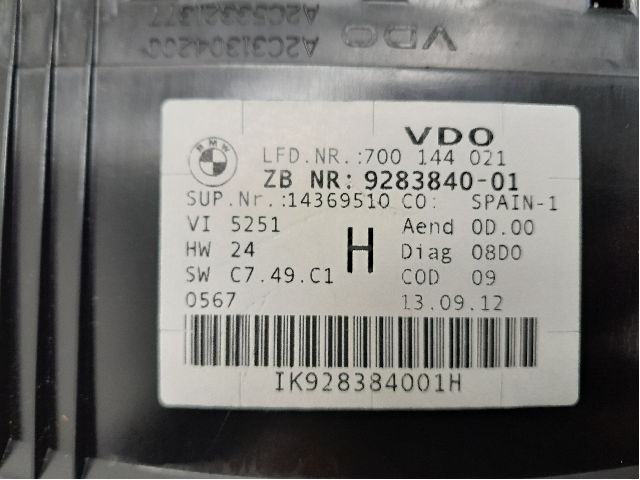 A2C53321377
A2C31304200
VDO
BMW
VDO
LFD.NR.:700 144 021
ZB NR: 9283840-01
SUP.Nr.:14369510 CO: SPAIN-1
VI 5251 Aend 0D.00
HW 24 H Diag 08D0
SW C7.49.C1 COD 09
0567 13.09.12
IK928384001H